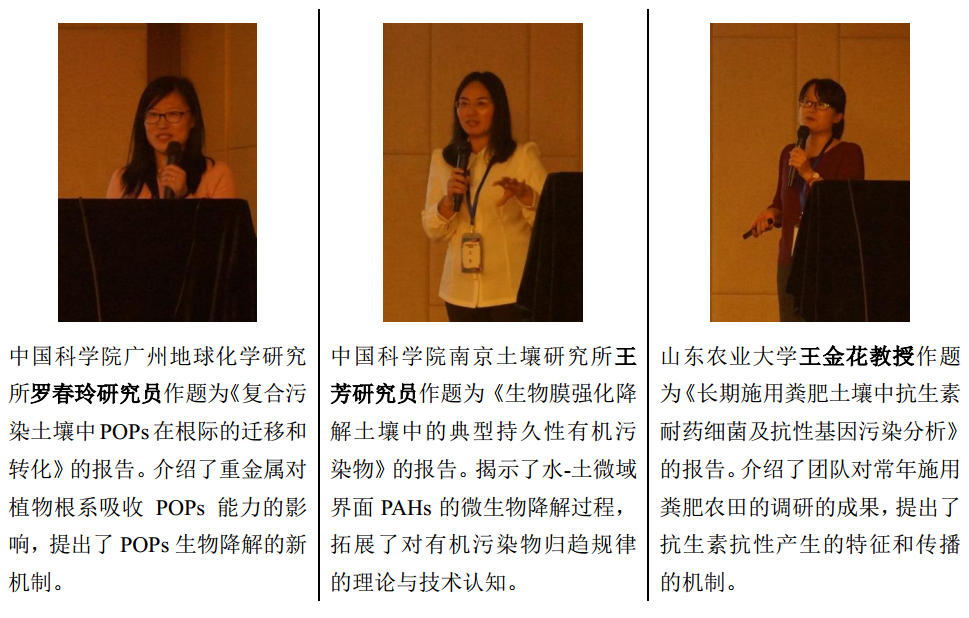 中国科学院广州地球化学研究
所罗春玲研究员作题为《复合污
染土壤中POPs在根际的迁移和
转化》的报告。介绍了重金属对
植物根系吸收 POPs 能力的影
响，提出了POPs生物降解的新
机制。
中国科学院南京土壤研究所王
芳研究员作题为《生物膜强化降
解土壤中的典型持久性有机污
染物》的报告。揭示了水-土微域
界面PAHs的微生物降解过程，
拓展了对有机污染物归趋规律
的理论与技术认知。
山东农业大学王金花教授作题
为《长期施用粪肥土壤中抗生素
耐药细菌及抗性基因污染分析》
的报告。介绍了团队对常年施用
粪肥农田的调研的成果，提出了
抗生素抗性产生的特征和传播
的机制。